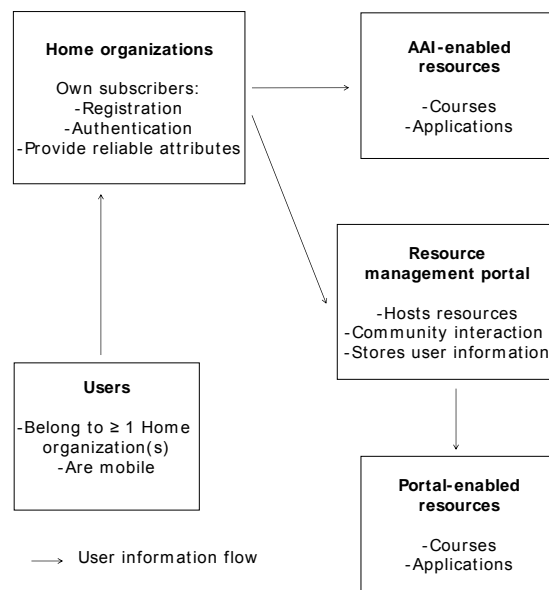 Home organizations
Own subscribers:
-Registration
-Authentication
-Provide reliable attributes
AAI-enabled
resources
-Courses
-Applications
Resource
management portal
-Hosts resources
-Community interaction
-Stores user information
Users
-Belong to ≥ 1 Home
organization(s)
-Are mobile
Portal-enabled
resources
-Courses
-Applications
User information flow